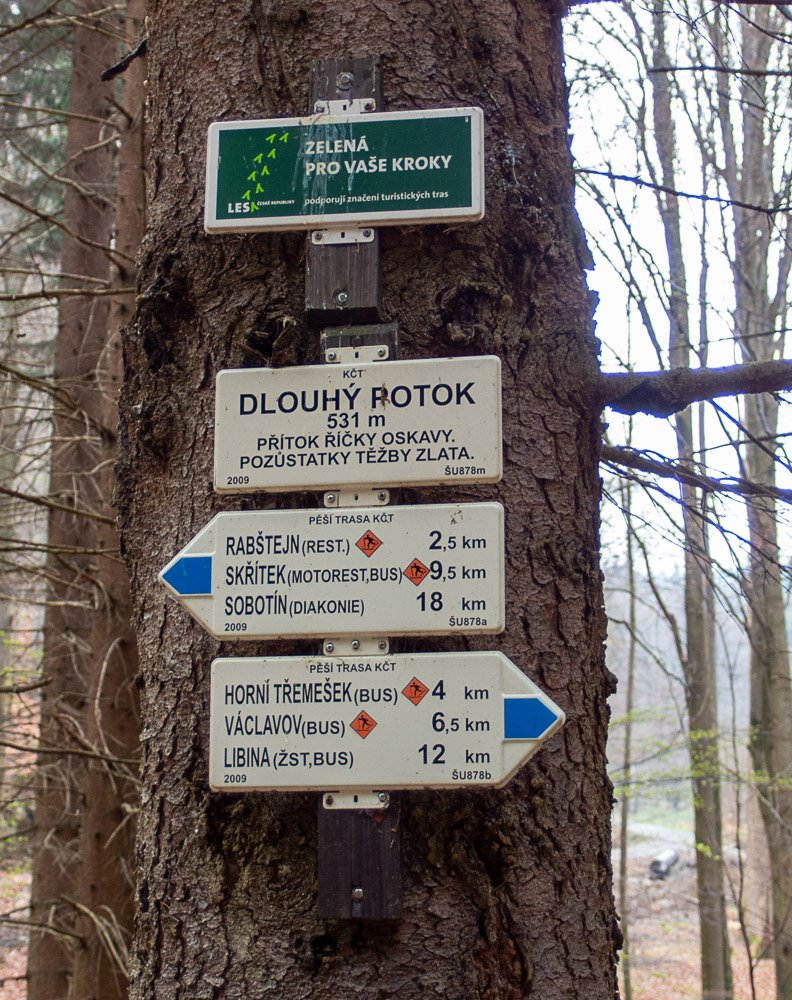 ZELENÁ
PRO VAŠE KROKY
LESY ČESKÉ REPUBLIKY podporují značení turistických tras
KČT
DLOUHÝ POTOK
531 m
PŘÍTOK ŘÍČKY OSKAVY.
POZŮSTATKY TĚŽBY ZLATA.
2009 ŠU878m
PĚŠÍ TRASA KČT
RABŠTEJN (REST.) 2,5 km
SKŘÍTEK (MOTOREST,BUS) 9,5 km
SOBOTÍN (DIAKONIE) 18 km
2009 ŠU878a
PĚŠÍ TRASA KČT
HORNÍ TŘEMEŠEK (BUS) 4 km
VÁCLAVOV (BUS) 6,5 km
LIBINA (ŽST,BUS) 12 km
2009 ŠU878b